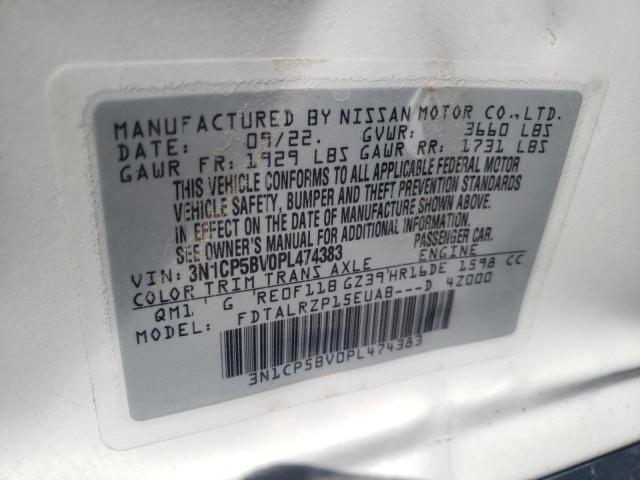 MANUFACTURED BY NISSAN MOTOR CO.,LTD.
DATE: 09/22. GVWR: 3660 LBS
GAWR FR: 1929 LBS GAWR RR: 1731 LBS
THIS VEHICLE CONFORMS TO ALL APPLICABLE FEDERAL MOTOR
VEHICLE SAFETY, BUMPER AND THEFT PREVENTION STANDARDS
IN EFFECT ON THE DATE OF MANUFACTURE SHOWN ABOVE.
SEE OWNER'S MANUAL FOR ADDITIONAL INFORMATION.
VIN: 3N1CP5BV0PL474383 PASSENGER CAR.
COLOR TRIM TRANS AXLE ENGINE
QM1 G RE0F11B GZ39 HR16DE 1598 CC
MODEL: FDTALRZP15EUAB---D 4Z000
3N1CP5BV0PL474383